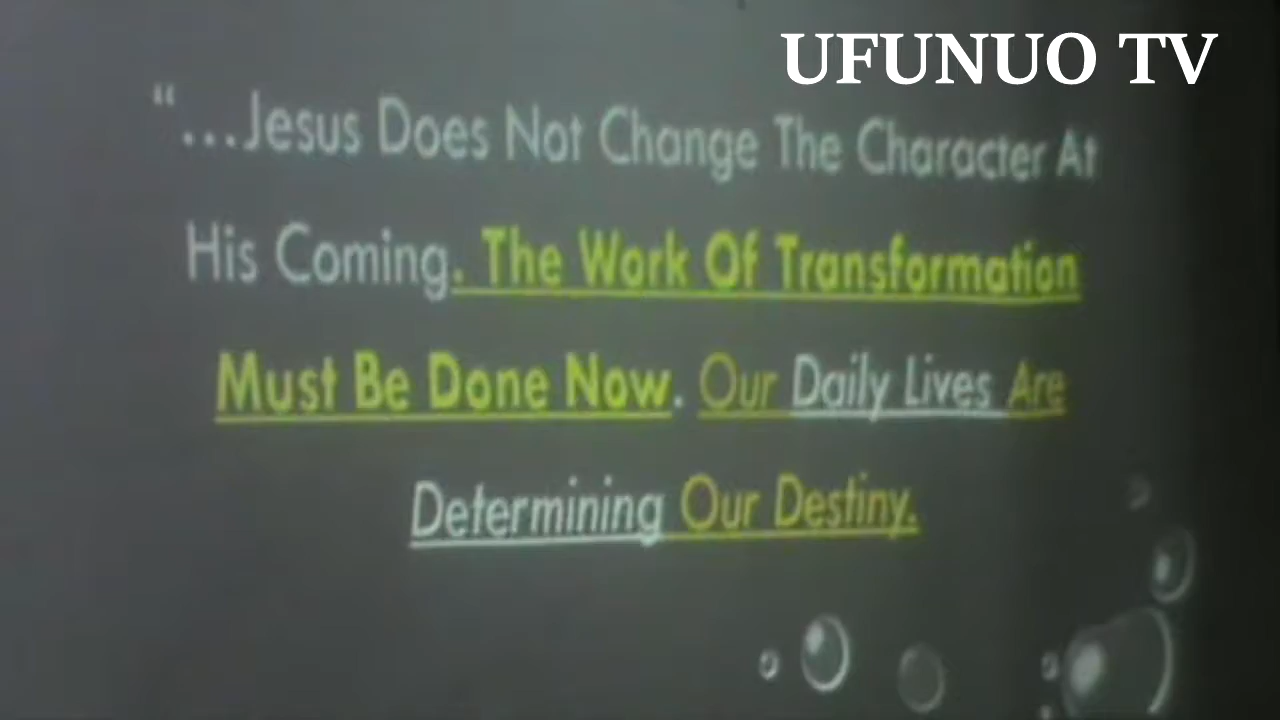 UFUNUO TV
“...Jesus Does Not Change The Character At
His Coming. The Work Of Transformation
Must Be Done Now. Our Daily Lives Are
Determining Our Destiny.